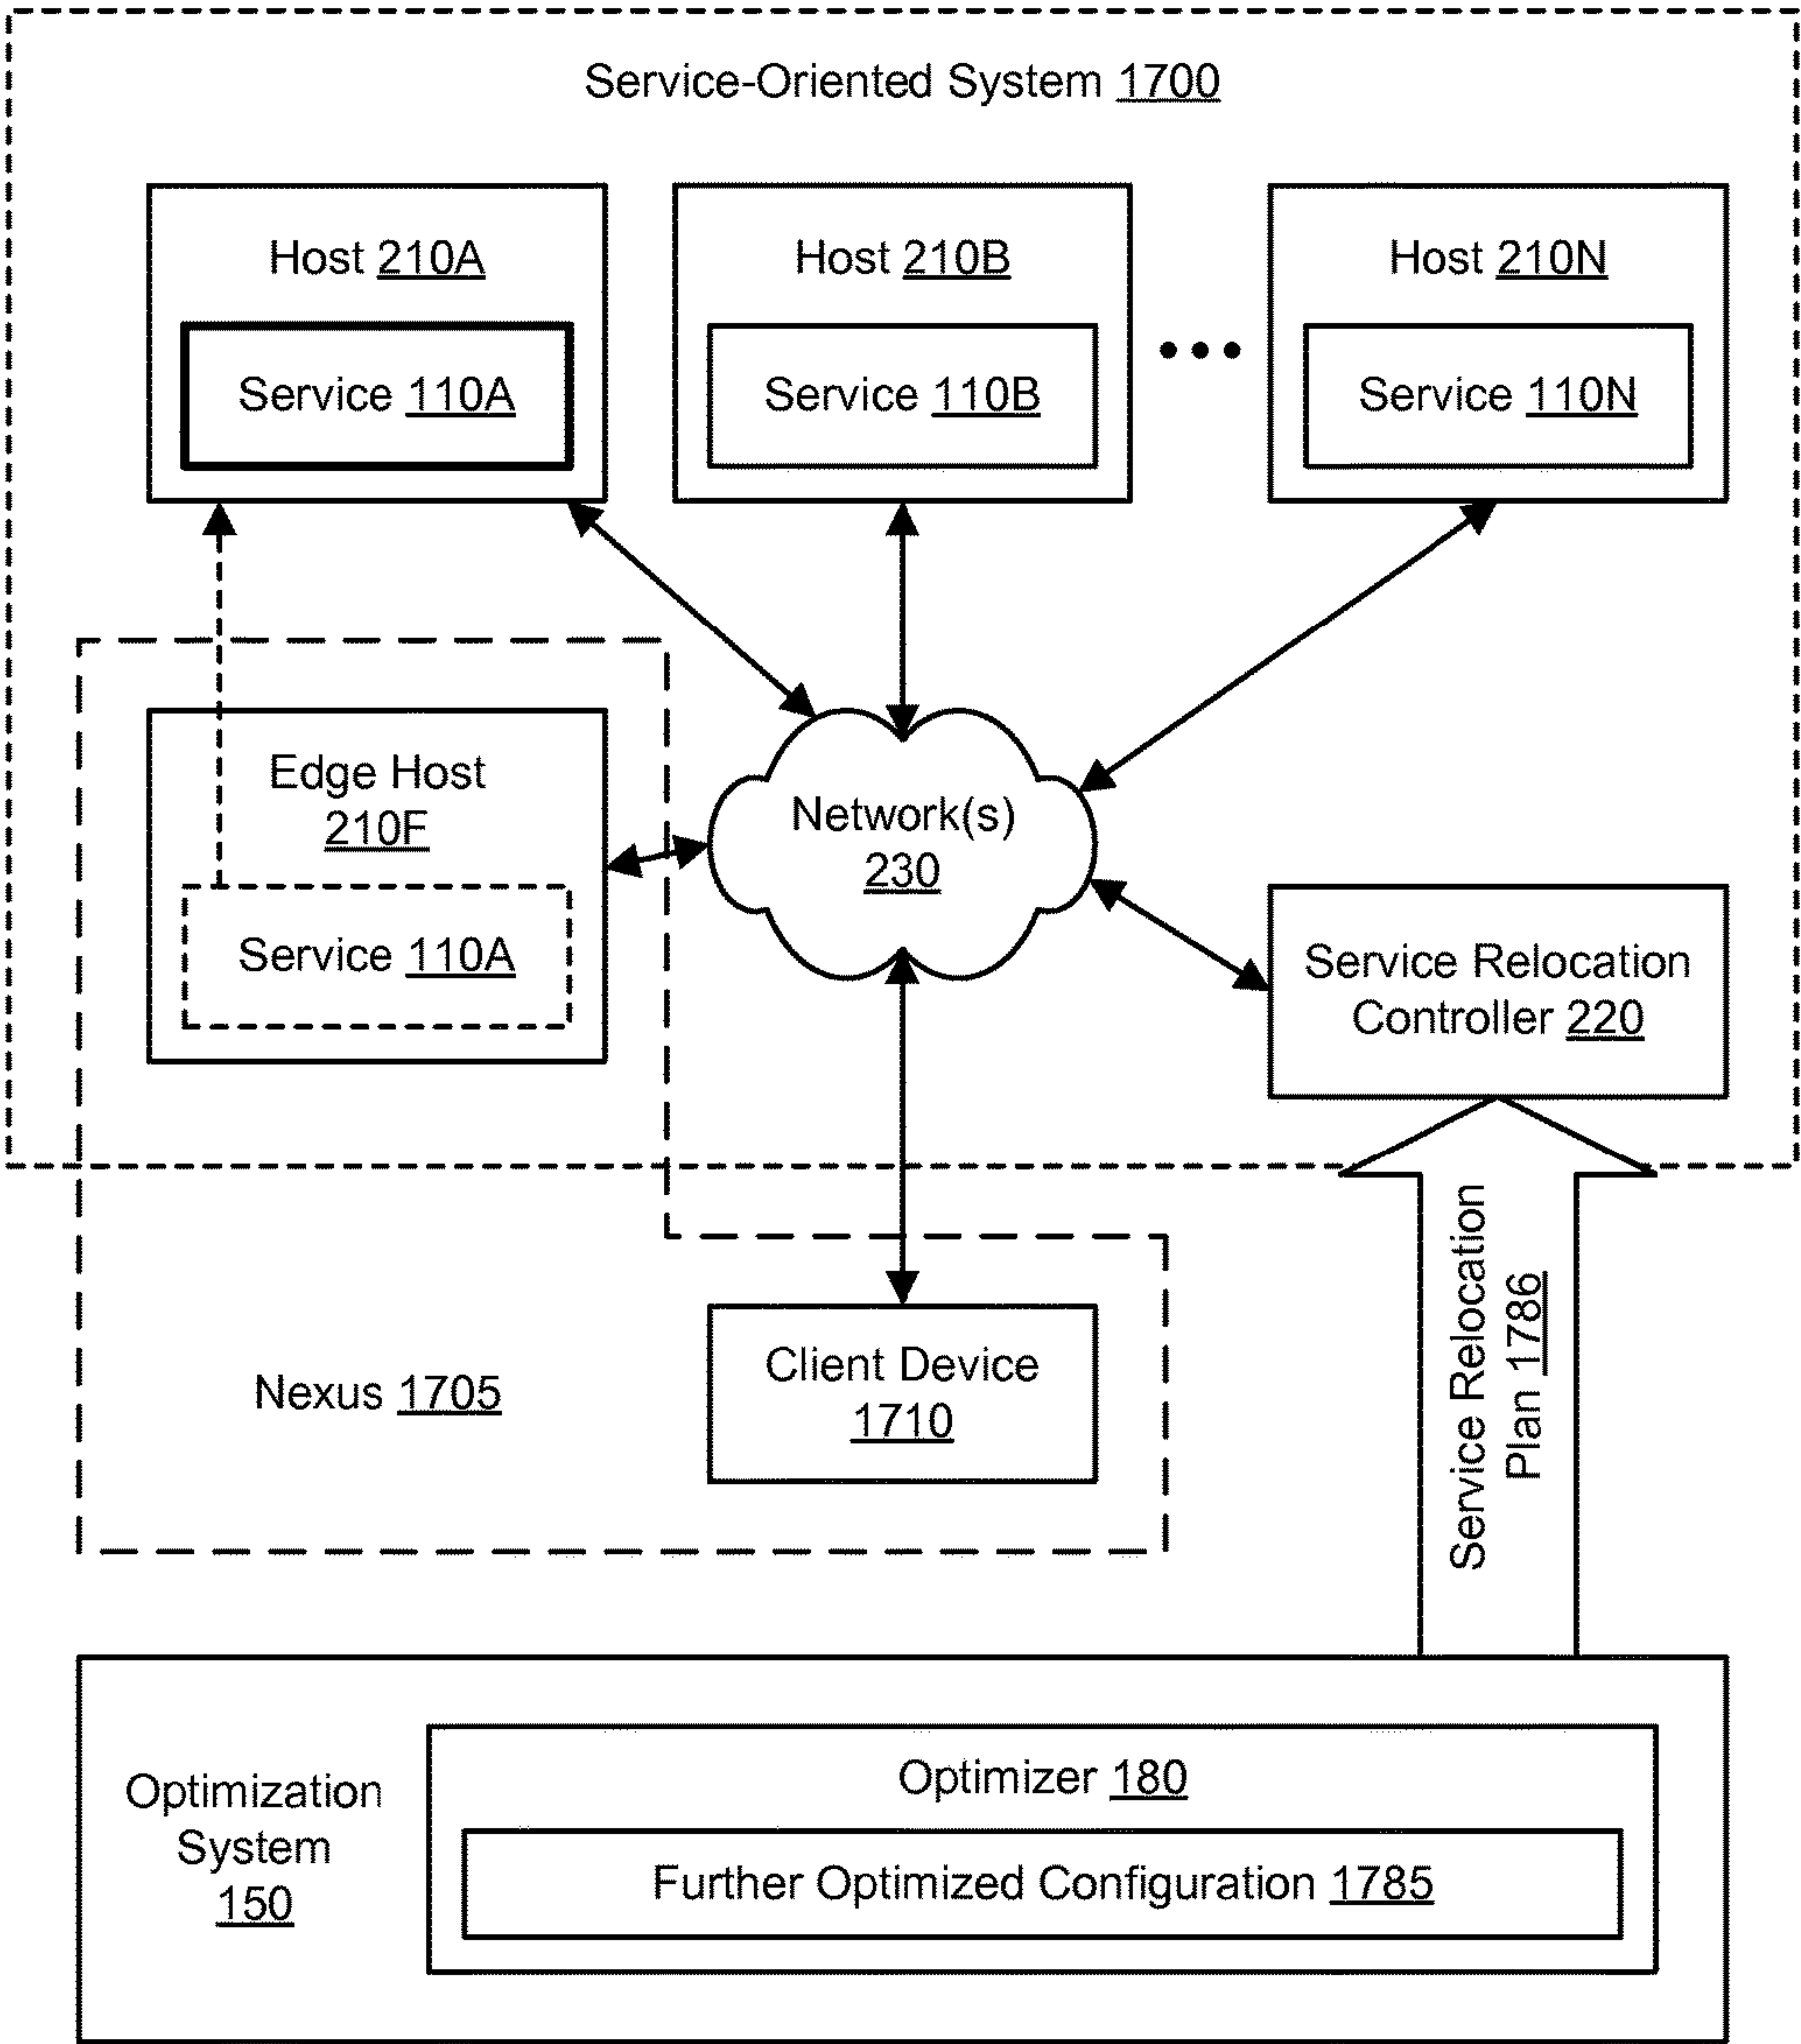 Service-Oriented System 1700
Host 210A
Service 110A
Host 210B
Service 110B
Host 210N
Service 110N
Edge Host
210F
Service 110A
Network(s)
230
Service Relocation
Controller 220
Service Relocation
Plan 1786
Nexus 1705
Client Device
1710
Optimization
System
150
Optimizer 180
Further Optimized Configuration 1785